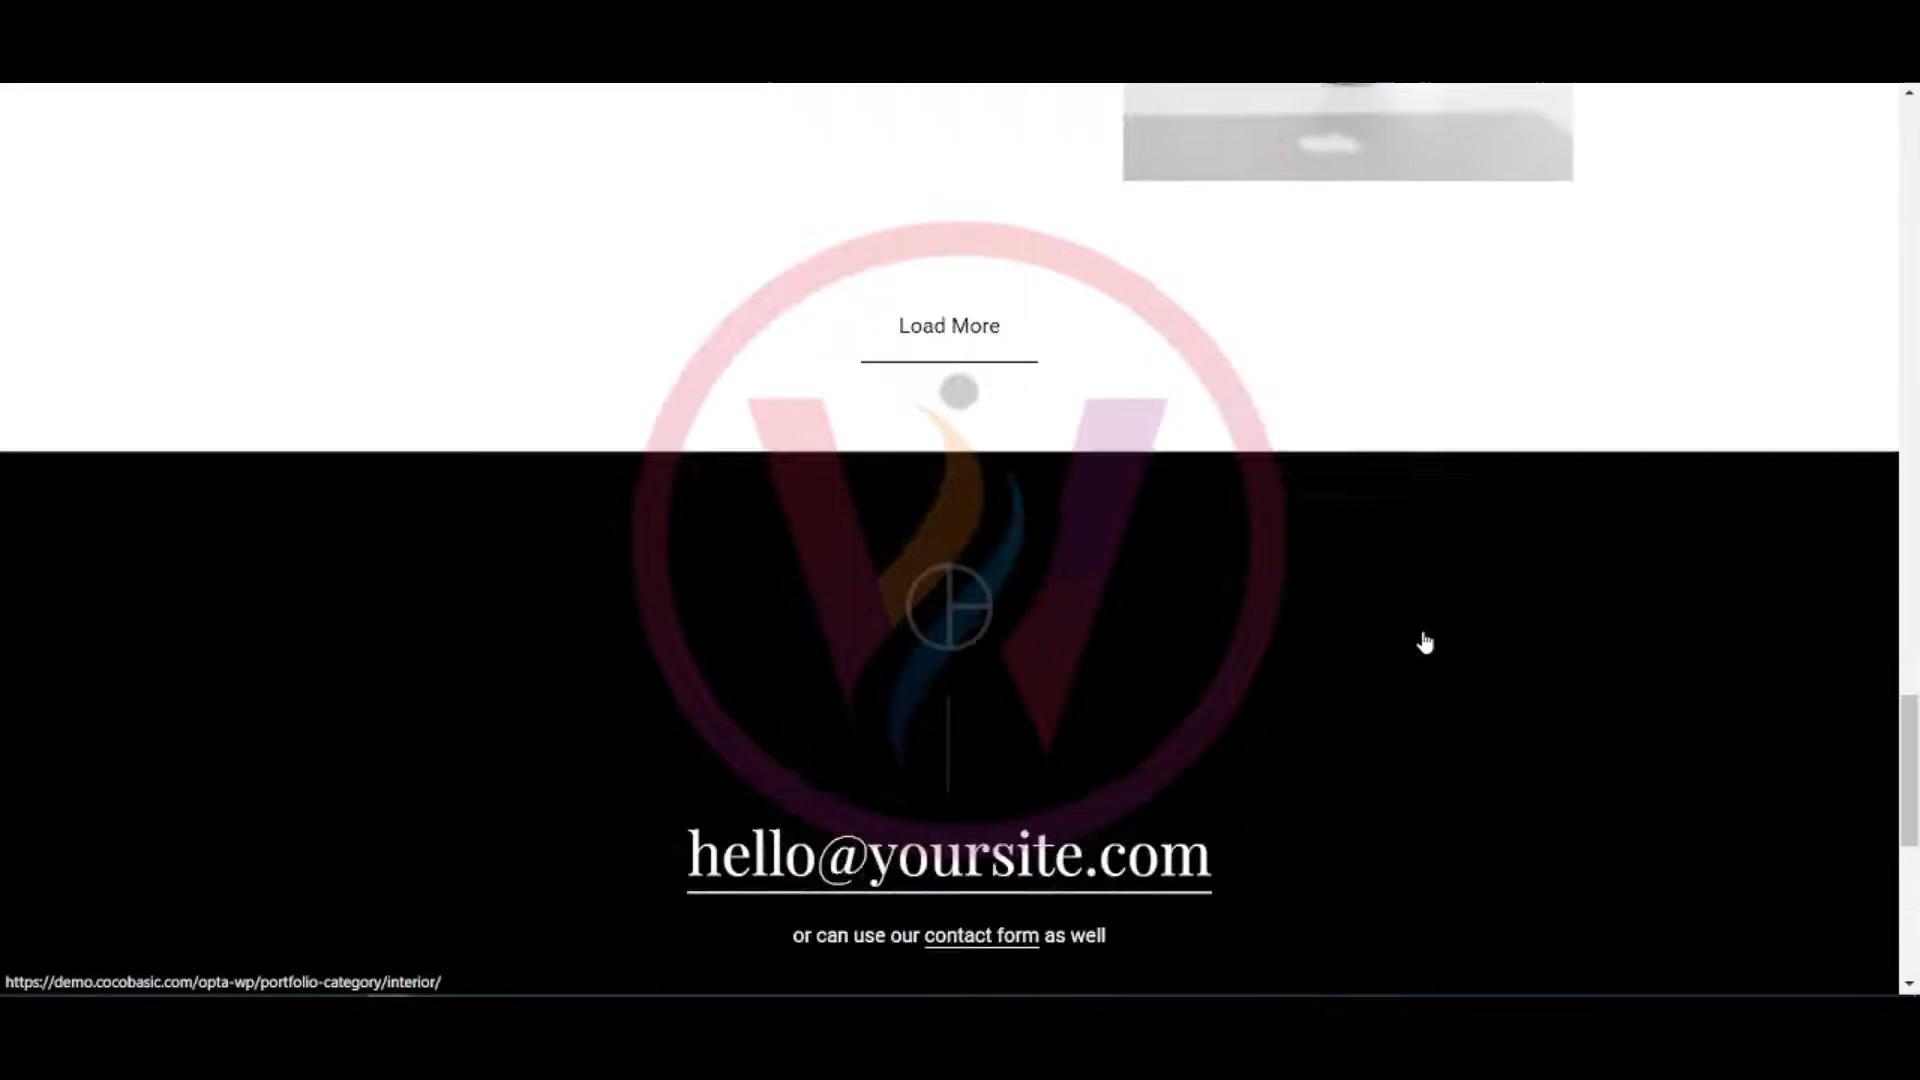 Load More
hello@yoursite.com
or can use our contact form as well
https://demo.cocobasic.com/opta-wp/portfolio-category/interior/